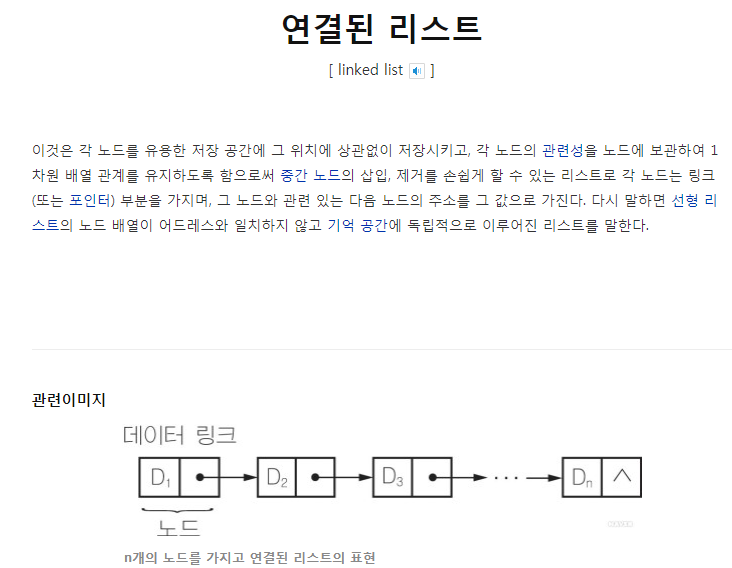 연결된 리스트
[ linked list ]
이것은 각 노드를 유용한 저장 공간에 그 위치에 상관없이 저장시키고, 각 노드의 관련성을 노드에 보관하여 1
차원 배열 관계를 유지하도록 함으로써 중간 노드의 삽입, 제거를 손쉽게 할 수 있는 리스트로 각 노드는 링크
(또는 포인터) 부분을 가지며, 그 노드와 관련 있는 다음 노드의 주소를 그 값으로 가진다. 다시 말하면 선형 리
스트의 노드 배열이 어드레스와 일치하지 않고 기억 공간에 독립적으로 이루어진 리스트를 말한다.
관련이미지
데이터 링크
D1 D2 D3 ··· Dn ∧
노드
NAVER
n개의 노드를 가지고 연결된 리스트의 표현